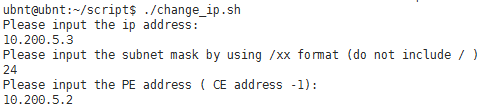 ubnt@ubnt:~/script$ ./change_ip.sh
Please input the ip address:
10.200.5.3
Please input the subnet mask by using /xx format (do not include / )
24
Please input the PE address ( CE address -1):
10.200.5.2